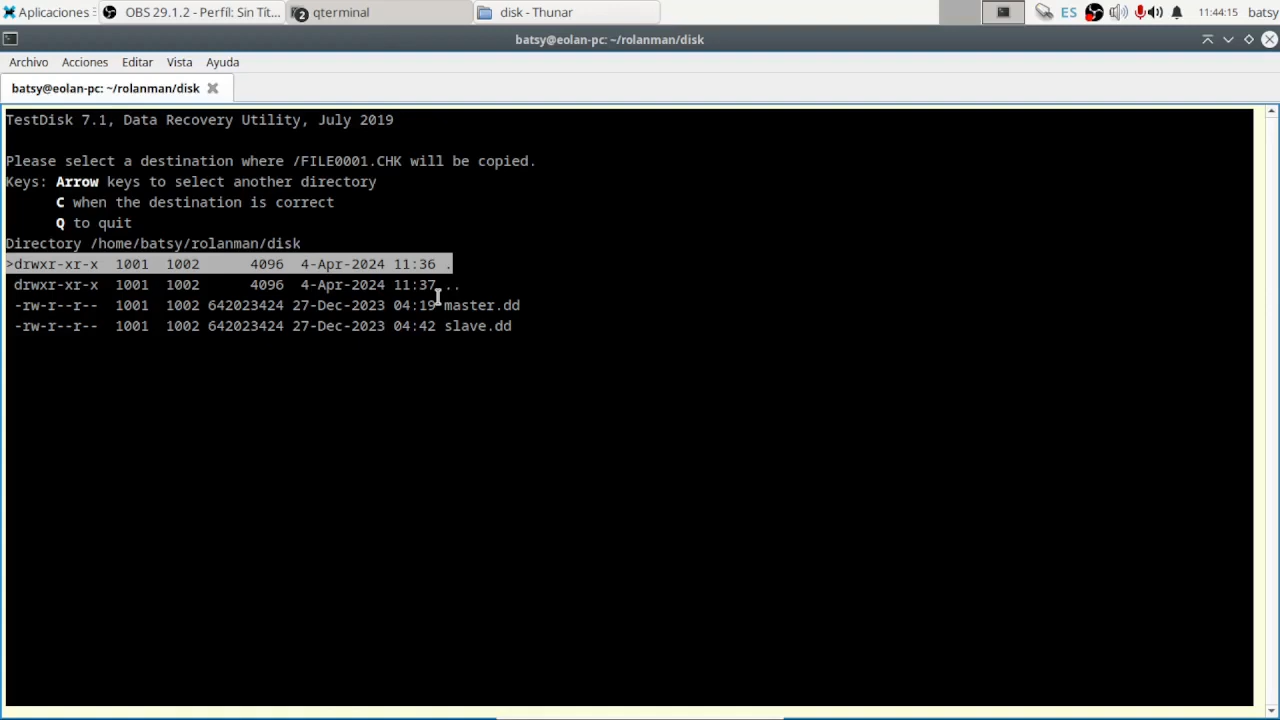 Aplicaciones OBS 29.1.2 - Perfil: Sin Tít... 2 qterminal disk - Thunar ES 11:44:15 batsy
batsy@eolan-pc: ~/rolanman/disk
Archivo Acciones Editar Vista Ayuda
batsy@eolan-pc: ~/rolanman/disk
TestDisk 7.1, Data Recovery Utility, July 2019
Please select a destination where /FILE0001.CHK will be copied.
Keys: Arrow keys to select another directory
C when the destination is correct
Q to quit
Directory /home/batsy/rolanman/disk
>drwxr-xr-x 1001 1002 4096 4-Apr-2024 11:36 .
drwxr-xr-x 1001 1002 4096 4-Apr-2024 11:37 ..
-rw-r--r-- 1001 1002 642023424 27-Dec-2023 04:19 master.dd
-rw-r--r-- 1001 1002 642023424 27-Dec-2023 04:42 slave.dd